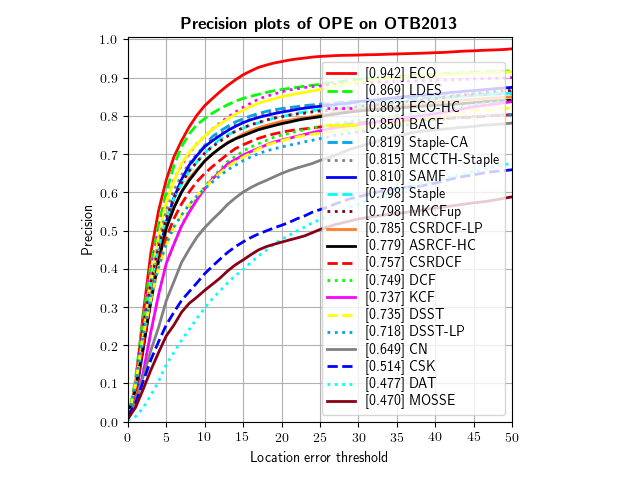 Precision plots of OPE on OTB2013
1.0
0.9
0.8
0.7
0.6
0.5
0.4
0.3
0.2
0.1
0.0
Precision
[0.942] ECO
[0.869] LDES
[0.863] ECO-HC
[0.850] BACF
[0.819] Staple-CA
[0.815] MCCTH-Staple
[0.810] SAMF
[0.798] Staple
[0.798] MKCFup
[0.785] CSRDCF-LP
[0.779] ASRCF-HC
[0.757] CSRDCF
[0.749] DCF
[0.737] KCF
[0.735] DSST
[0.718] DSST-LP
[0.649] CN
[0.514] CSK
[0.477] DAT
[0.470] MOSSE
0 5 10 15 20 25 30 35 40 45 50
Location error threshold